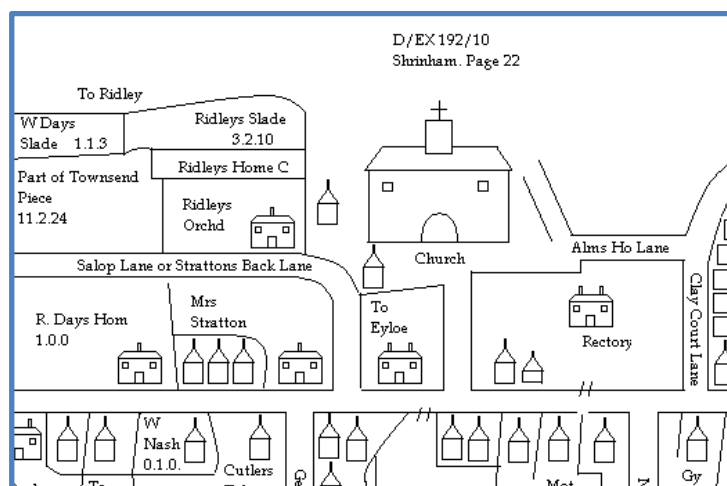 D/EX 192/10
Shrinham. Page 22
To Ridley
W Days
Slade 1.1.3
Ridleys Slade
3.2.10
Ridleys Home C
Part of Townsend
Piece
11.2.24
Ridleys
Orchd
Church
Alms Ho Lane
Salop Lane or Strattons Back Lane
Clay Court Lane
R. Days Hom
1.0.0
Mrs
Stratton
To
Eyloe
Rectory
W
Nash
0.1.0.
Cutlers
Gy